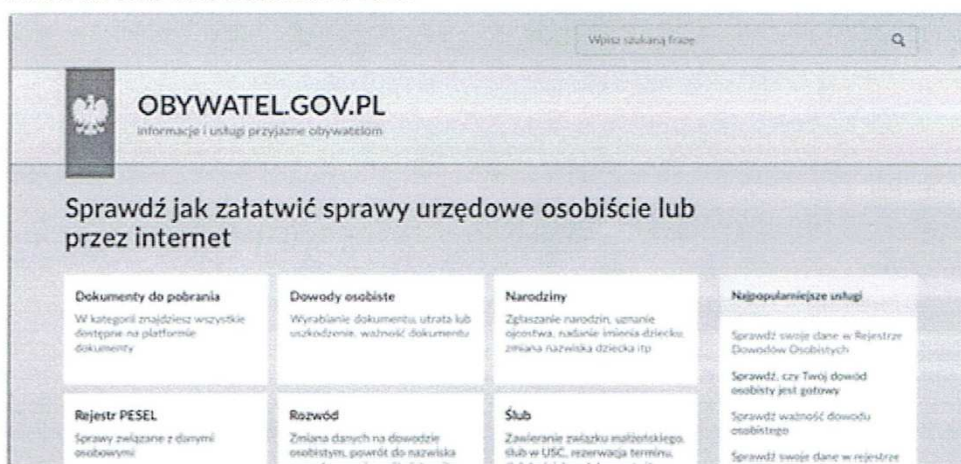 Wpisz szukaną frazę
OBYWATEL.GOV.PL
informacje i usługi przyjazne obywatelom
Sprawdź jak załatwić sprawy urzędowe osobiście lub
przez internet
Dokumenty do pobrania
W kategorii znajdziesz wszystkie
dostępne na platformie
dokumenty
Dowody osobiste
Wyrabianie dokumentu, utrata lub
uszkodzenie, ważność dokumentu
Narodziny
Zgłaszanie narodzin, uznanie
ojcostwa, nadanie imienia dziecku,
zmiana nazwiska dziecka itp
Najpopularniejsze usługi
Sprawdź swoje dane w Rejestrze
Dowodów Osobistych
Sprawdź, czy Twój dowód
osobisty jest gotowy
Sprawdź ważność dowodu
osobistego
Sprawdź swoje dane w rejestrze
Rejestr PESEL
Sprawy związane z danymi
osobowymi
Rozwód
Zmiana danych na dowodzie
osobistym, powrót do nazwiska
Ślub
Zawieranie związku małżeńskiego,
ślub w USC, rezerwacja terminu,